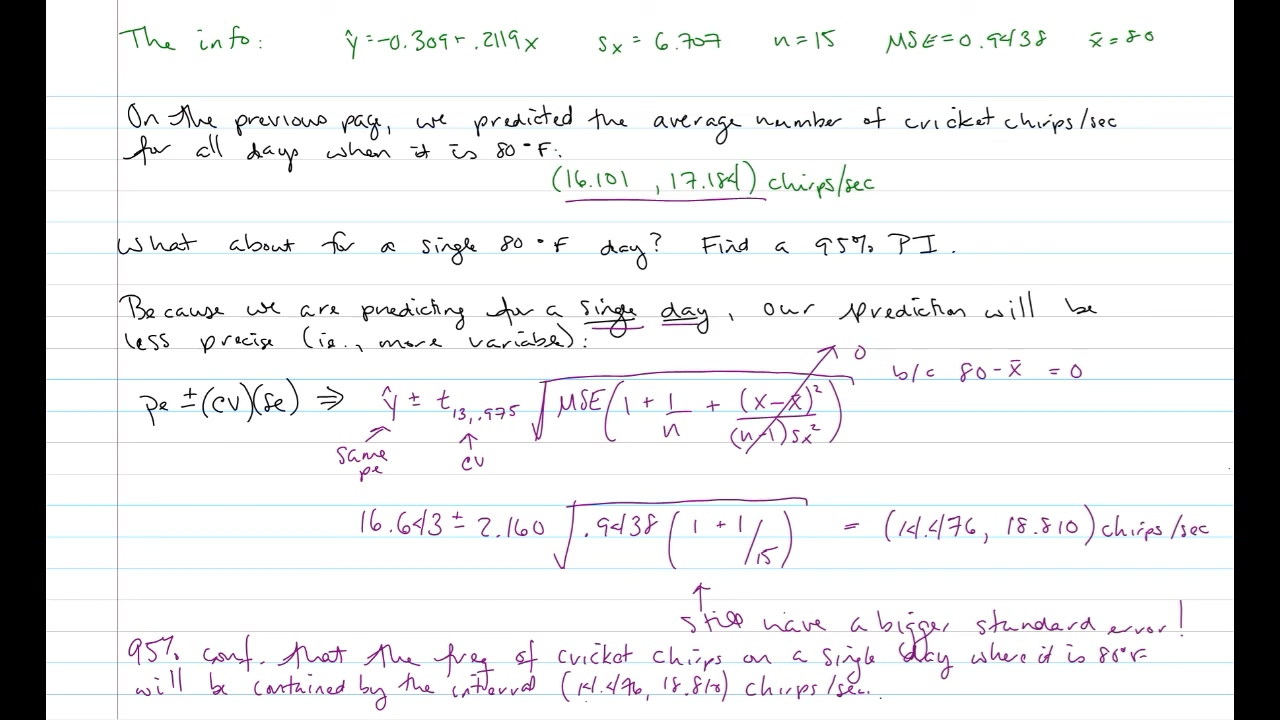 The info: ŷ = -0.309 + .2119x  sₓ = 6.707  n = 15  MSE = 0.9438  x̄ = 80
On the previous page, we predicted the average number of cricket chirps/sec
for all days when it is 80°F:
(16.101 , 17.184) chirps/sec
What about for a single 80°F day? Find a 95% PI.
Because we are predicting for a single day, our prediction will be
less precise (ie., more variable):
0
b/c 80 - x̄ = 0
pe ± (CV)(Se) ⇒ ŷ ± t₁₃,.₉₇₅ √(MSE(1 + 1/n + (x-x̄)²/((n-1)sₓ²)))
same pe
CV
16.643 ± 2.160 √(.9438(1 + 1/15)) = (14.476, 18.810) chirps/sec
↑
still have a bigger standard error!
95% conf. that the freq of cricket chirps on a single day where it is 80°F
will be contained by the interval (14.476, 18.810) chirps/sec.